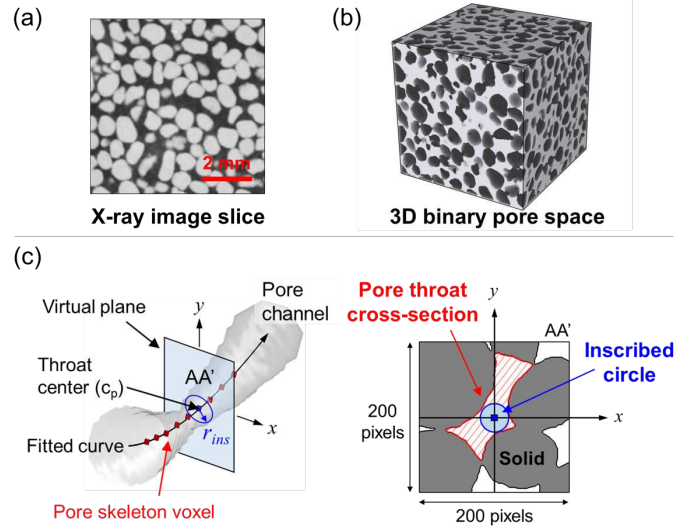 (a)
2 mm
X-ray image slice
(b)
3D binary pore space
(c)
Virtual plane
y
Pore
channel
Throat
center (cp)
AA'
x
rins
Fitted curve
Pore skeleton voxel
Pore throat
cross-section
y
AA'
Inscribed
circle
200
pixels
x
Solid
200 pixels